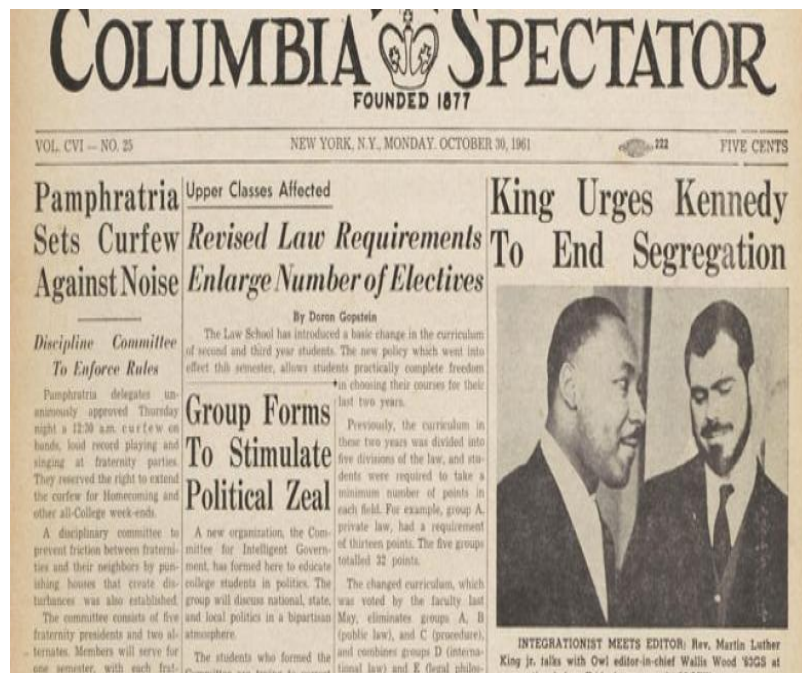 COLUMBIA SPECTATOR
FOUNDED 1877
VOL. CVI — NO. 25
NEW YORK, N.Y., MONDAY, OCTOBER 30, 1961
222
FIVE CENTS
Pamphratria
Sets Curfew
Against Noise
Discipline Committee
To Enforce Rules
Pamphratria delegates un-
animously approved Thursday
night a 12:30 a.m. curfew on
bands, loud record playing and
singing at fraternity parties.
They reserved the right to extend
the curfew for Homecoming and
other all-College week-ends.
A disciplinary committee to
prevent friction between fraterni-
ties and their neighbors by pun-
ishing houses that create dis-
turbances was also established.
The committee consists of five
fraternity presidents and two al-
ternates. Members will serve for
one semester, with each frat-
Upper Classes Affected
Revised Law Requirements
Enlarge Number of Electives
By Doron Gopstein
The Law School has introduced a basic change in the curriculum
of second and third year students. The new policy which went into
effect this semester, allows students practically complete freedom
in choosing their courses for their
last two years.
Previously, the curriculum in
these two years was divided into
five divisions of the law, and stu-
dents were required to take a
minimum number of points in
each field. For example, group A,
private law, had a requirement
of thirteen points. The five groups
totalled 32 points.
The changed curriculum, which
was voted by the faculty last
May, eliminates groups A, B
(public law), and C (procedure),
and combines groups D (interna-
tional law) and E (legal philos-
Group Forms
To Stimulate
Political Zeal
A new organization, the Com-
mittee for Intelligent Govern-
ment, has formed here to educate
college students in politics. The
group will discuss national, state,
and local politics in a bipartisan
atmosphere.
The students who formed the
King Urges Kennedy
To End Segregation
INTEGRATIONIST MEETS EDITOR: Rev. Martin Luther
King jr. talks with Owl editor-in-chief Wallis Wood '63GS at